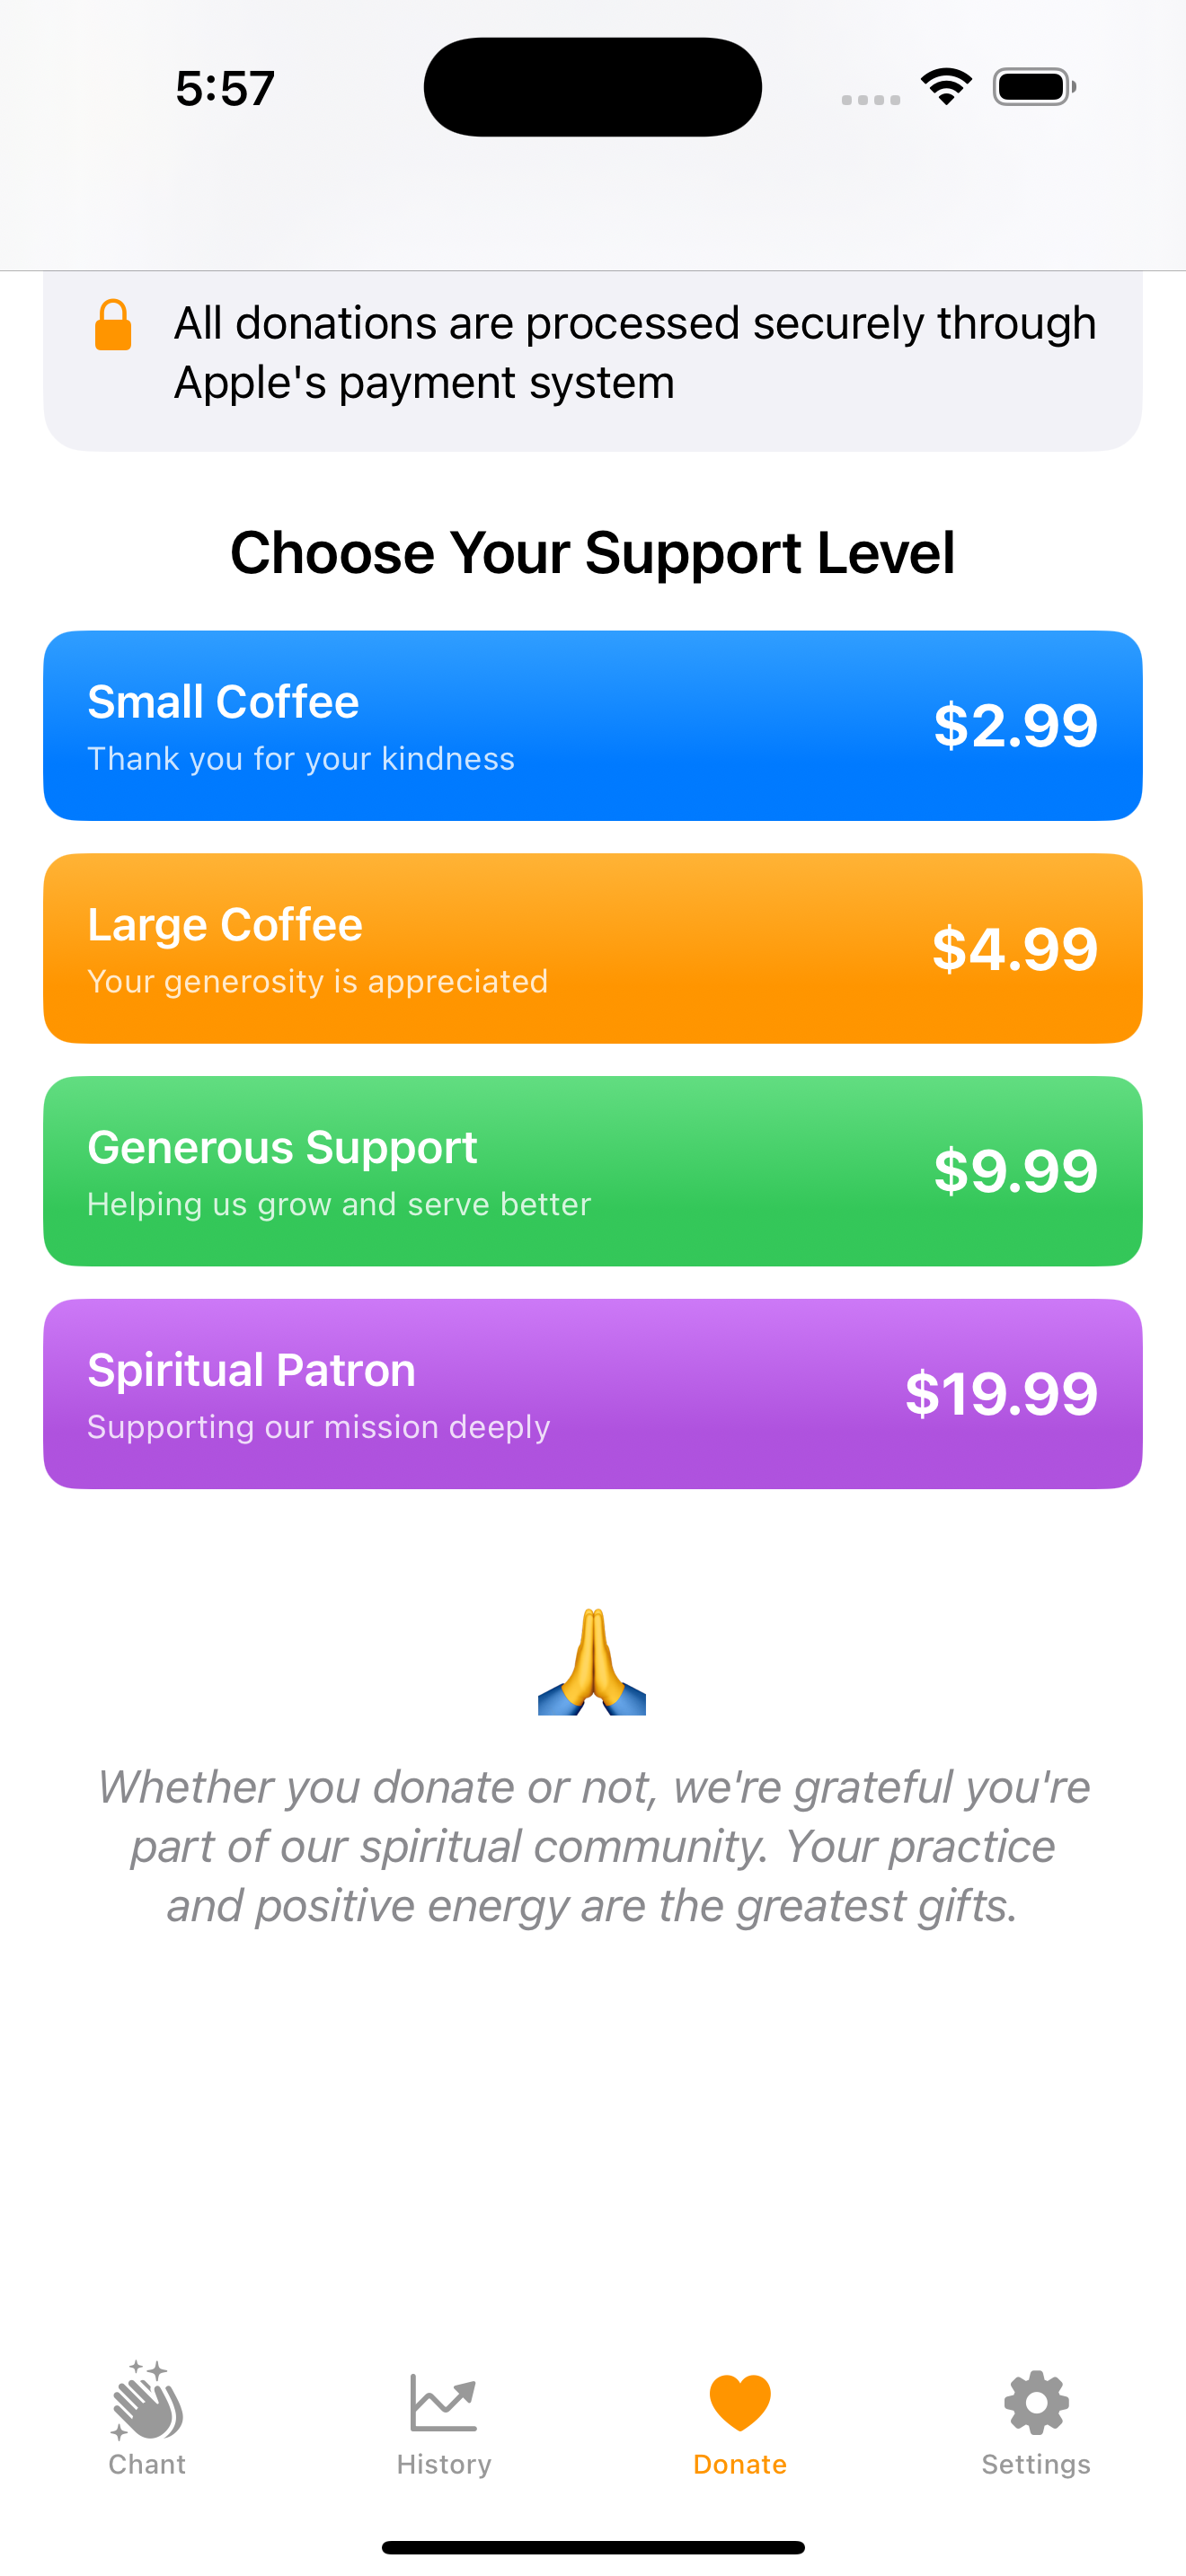 5:57
All donations are processed securely through
Apple's payment system
Choose Your Support Level
Small Coffee
Thank you for your kindness
$2.99
Large Coffee
Your generosity is appreciated
$4.99
Generous Support
Helping us grow and serve better
$9.99
Spiritual Patron
Supporting our mission deeply
$19.99
Whether you donate or not, we're grateful you're
part of our spiritual community. Your practice
and positive energy are the greatest gifts.
Chant
History
Donate
Settings